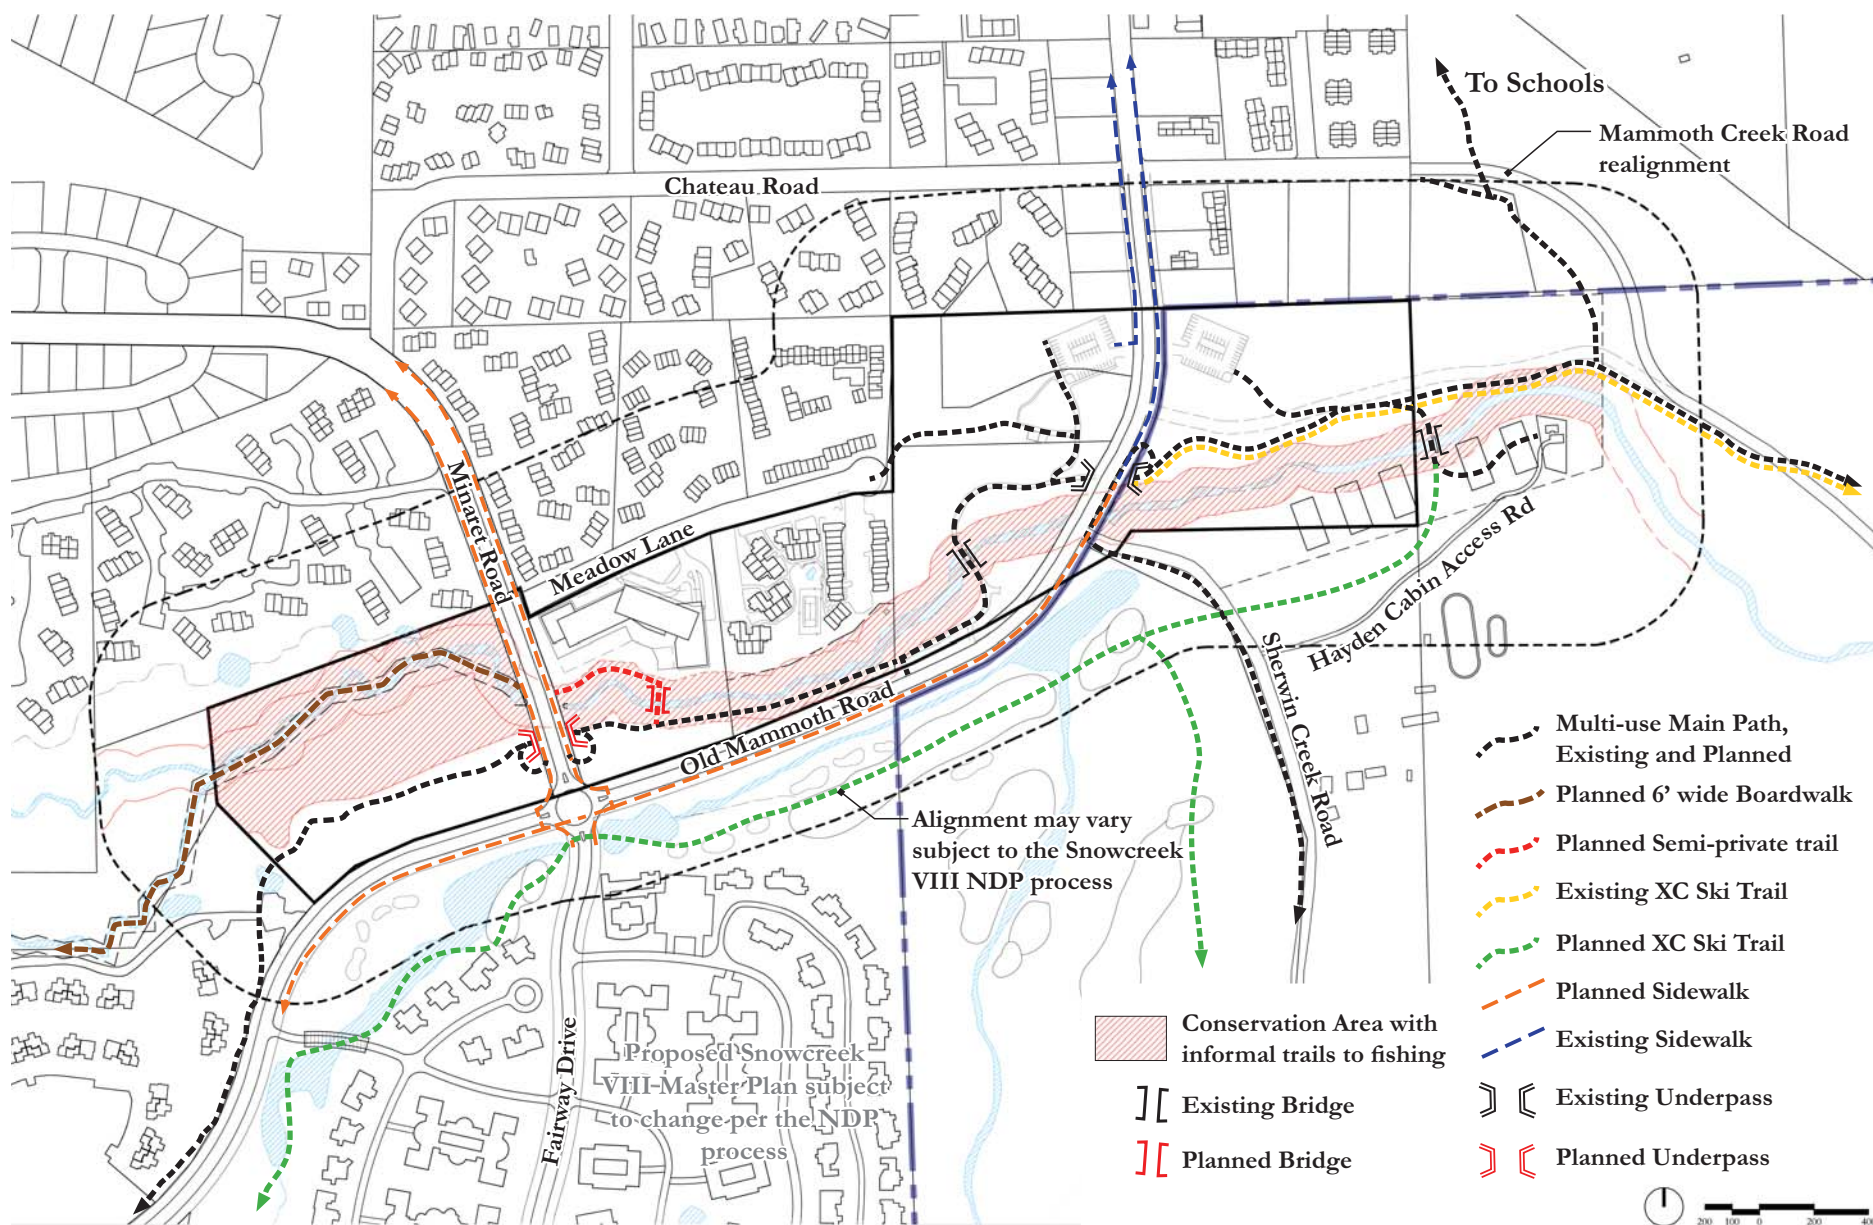 To Schools
Mammoth Creek Road
realignment
Chateau Road
Minaret Road
Meadow Lane
Old Mammoth Road
Hayden Cabin Access Rd
Sherwin Creek Road
Alignment may vary
subject to the Snowcreek
VIII NDP process
Fairway Drive
Proposed Snowcreek
VIII Master Plan subject
to change per the NDP
process
Multi-use Main Path,
Existing and Planned
Planned 6' wide Boardwalk
Planned Semi-private trail
Existing XC Ski Trail
Planned XC Ski Trail
Planned Sidewalk
Existing Sidewalk
Existing Underpass
Planned Underpass
Conservation Area with
informal trails to fishing
Existing Bridge
Planned Bridge
200 100 0 200